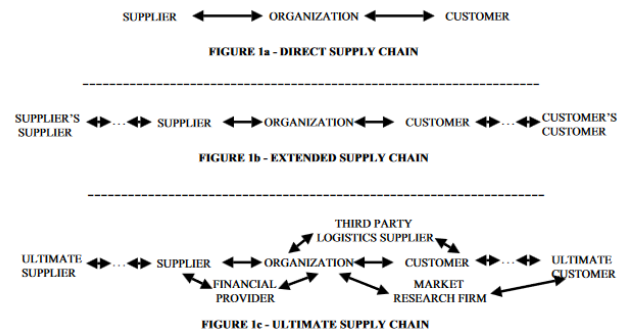 SUPPLIER ORGANIZATION CUSTOMER
FIGURE 1a - DIRECT SUPPLY CHAIN
SUPPLIER'S SUPPLIER ... SUPPLIER ORGANIZATION CUSTOMER ... CUSTOMER'S CUSTOMER
FIGURE 1b - EXTENDED SUPPLY CHAIN
THIRD PARTY
LOGISTICS SUPPLIER
ULTIMATE SUPPLIER ... SUPPLIER ORGANIZATION CUSTOMER ... ULTIMATE CUSTOMER
FINANCIAL PROVIDER
MARKET RESEARCH FIRM
FIGURE 1c - ULTIMATE SUPPLY CHAIN